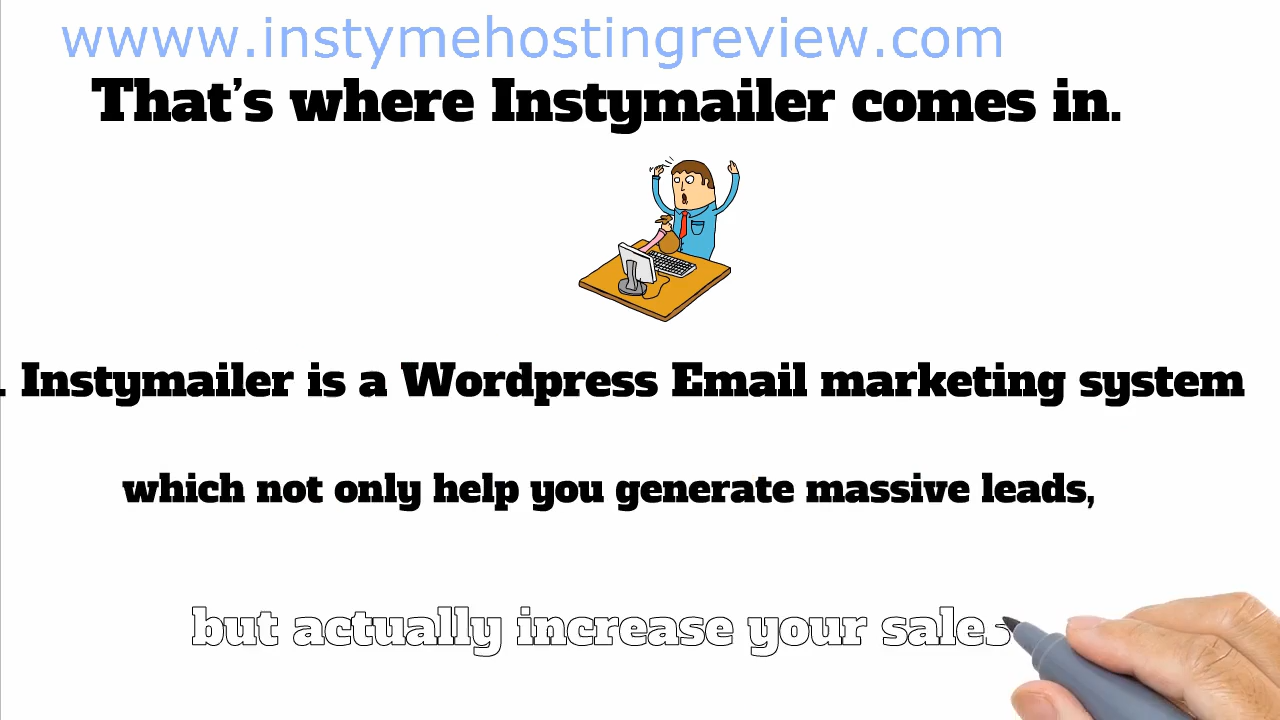 wwww.instymehostingreview.com
That's where Instymailer comes in.
. Instymailer is a Wordpress Email marketing system
which not only help you generate massive leads,
but actually increase your sales